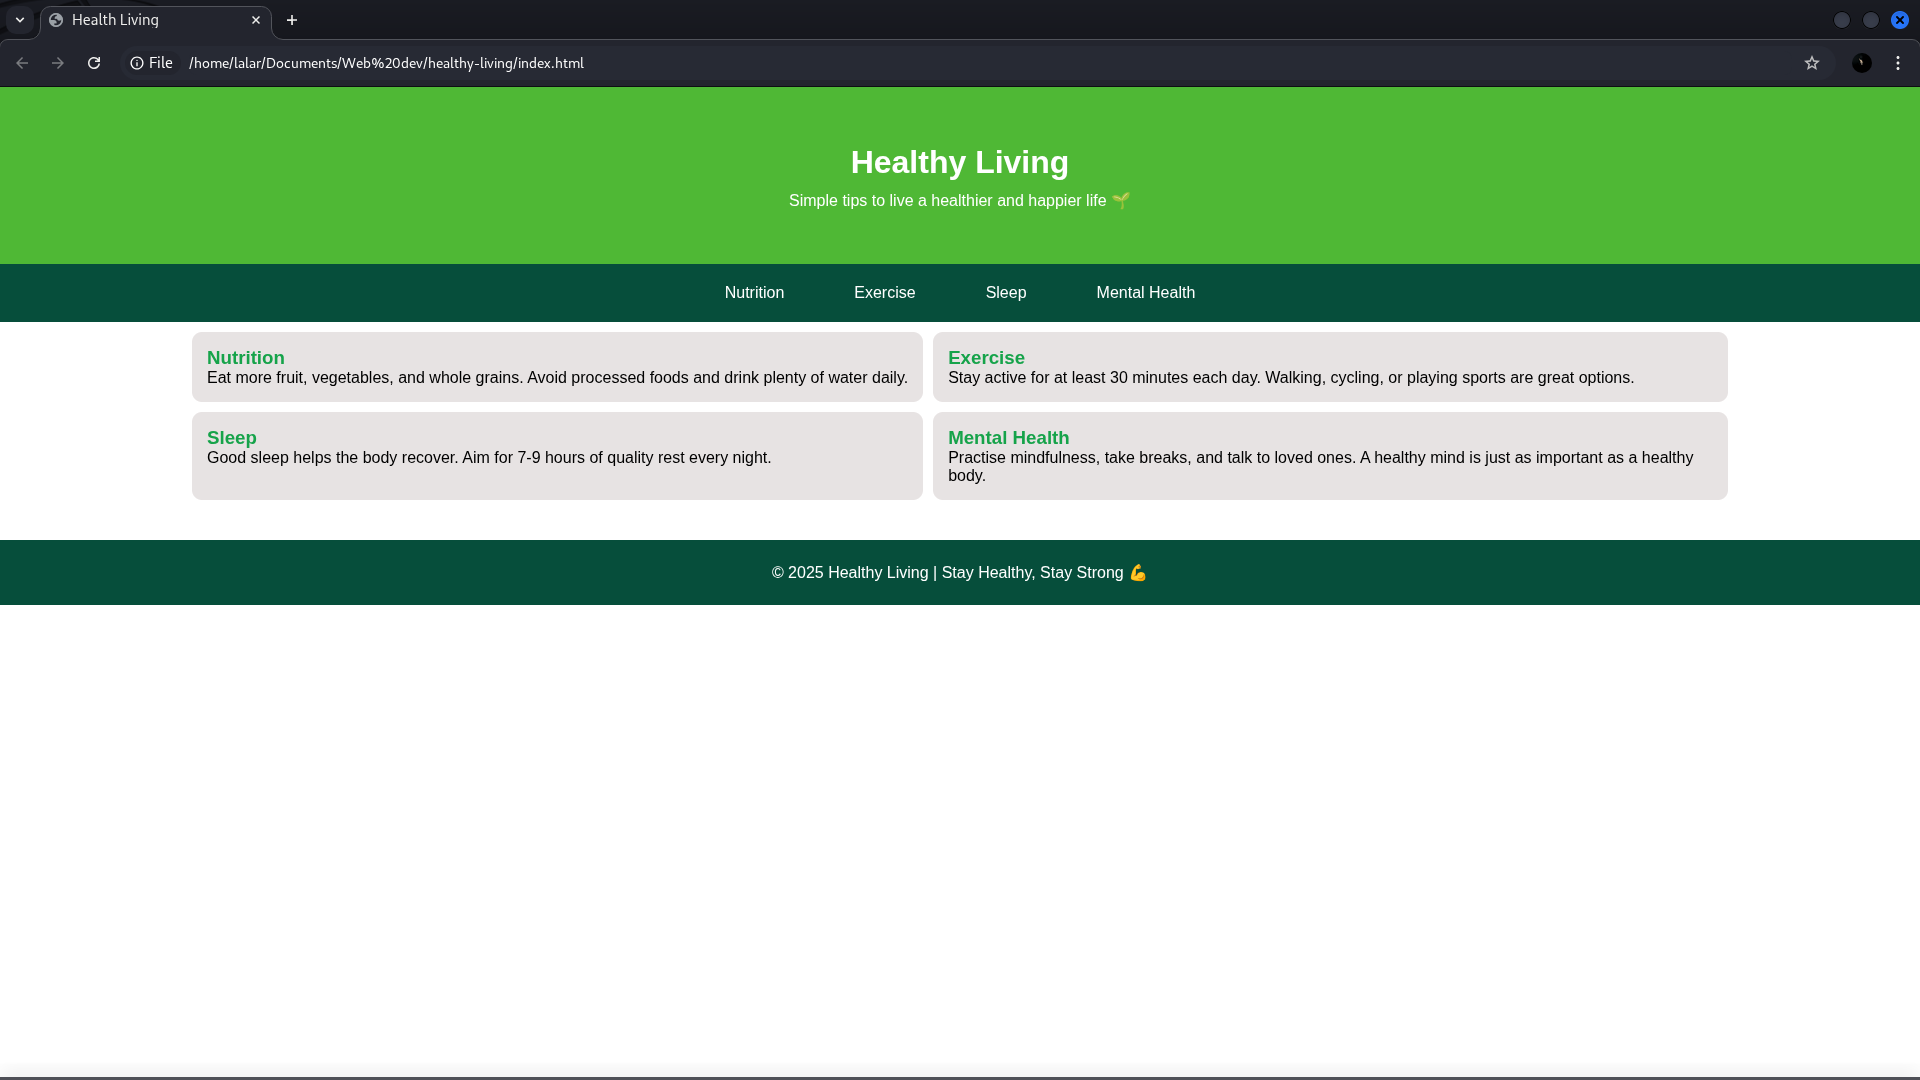 Health Living
File /home/lalar/Documents/Web%20dev/healthy-living/index.html
Healthy Living
Simple tips to live a healthier and happier life 🌱
Nutrition Exercise Sleep Mental Health
Nutrition
Eat more fruit, vegetables, and whole grains. Avoid processed foods and drink plenty of water daily.
Exercise
Stay active for at least 30 minutes each day. Walking, cycling, or playing sports are great options.
Sleep
Good sleep helps the body recover. Aim for 7-9 hours of quality rest every night.
Mental Health
Practise mindfulness, take breaks, and talk to loved ones. A healthy mind is just as important as a healthy
body.
© 2025 Healthy Living | Stay Healthy, Stay Strong 💪